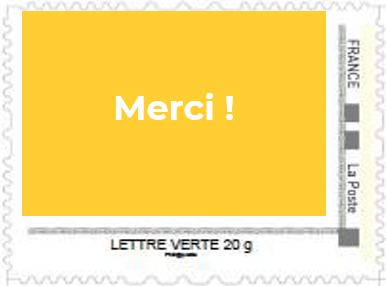 Merci !
FRANCE
La Poste
LETTRE VERTE 20 g